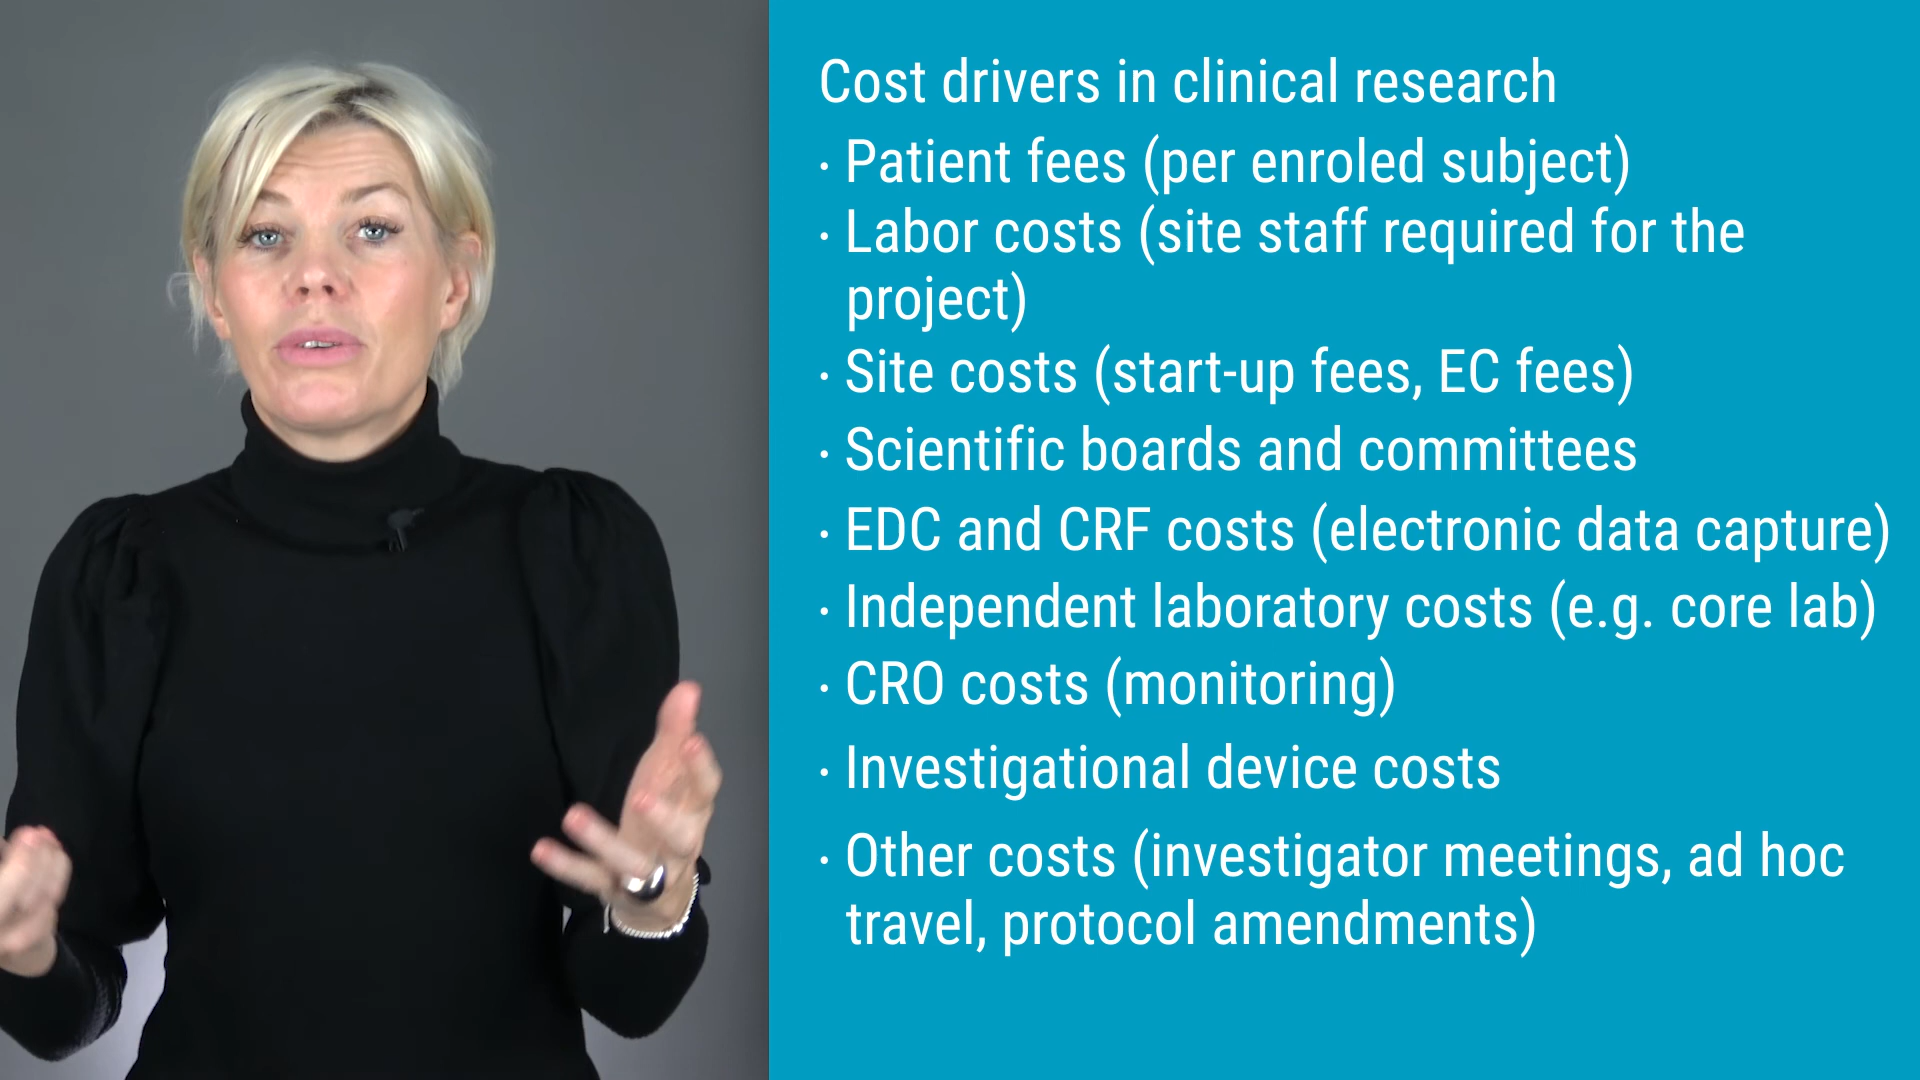 Cost drivers in clinical research
· Patient fees (per enroled subject)
· Labor costs (site staff required for the
project)
· Site costs (start-up fees, EC fees)
· Scientific boards and committees
· EDC and CRF costs (electronic data capture)
· Independent laboratory costs (e.g. core lab)
· CRO costs (monitoring)
· Investigational device costs
· Other costs (investigator meetings, ad hoc
travel, protocol amendments)